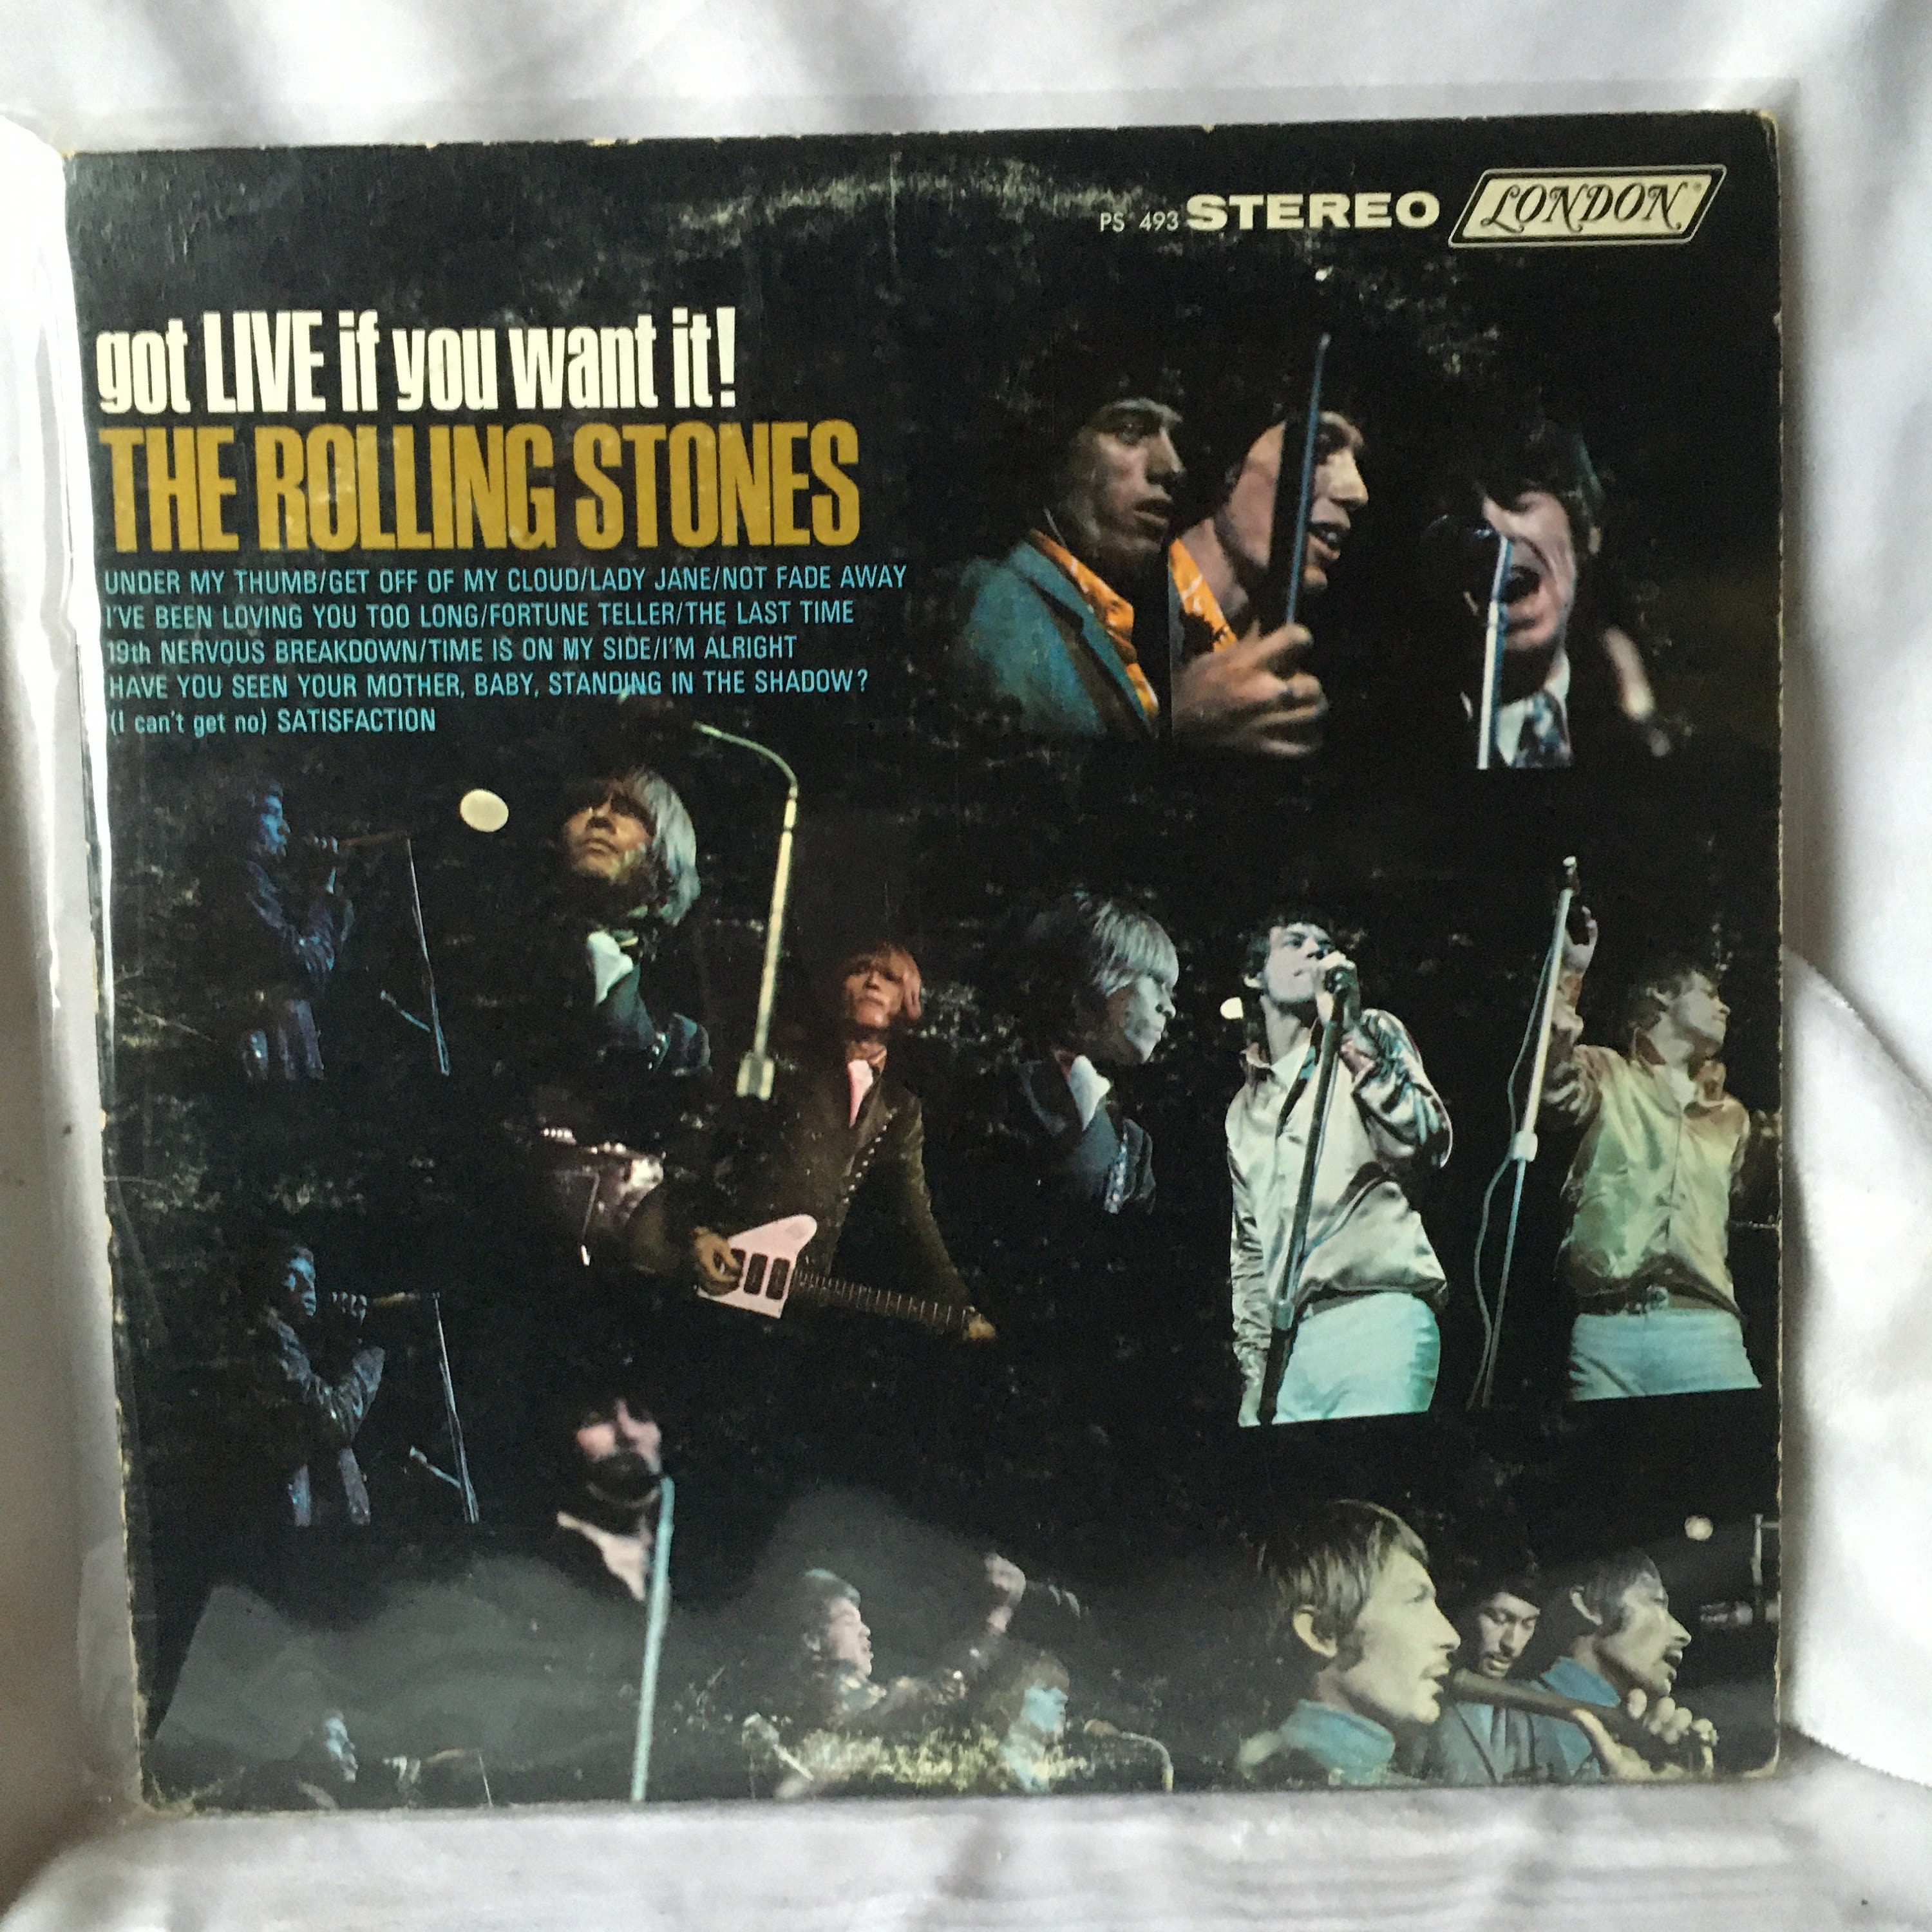 PS 493 STEREO LONDON®
got LIVE if you want it!
THE ROLLING STONES
UNDER MY THUMB/GET OFF OF MY CLOUD/LADY JANE/NOT FADE AWAY
I'VE BEEN LOVING YOU TOO LONG/FORTUNE TELLER/THE LAST TIME
19th NERVOUS BREAKDOWN/TIME IS ON MY SIDE/I'M ALRIGHT
HAVE YOU SEEN YOUR MOTHER, BABY, STANDING IN THE SHADOW?
(I can't get no) SATISFACTION